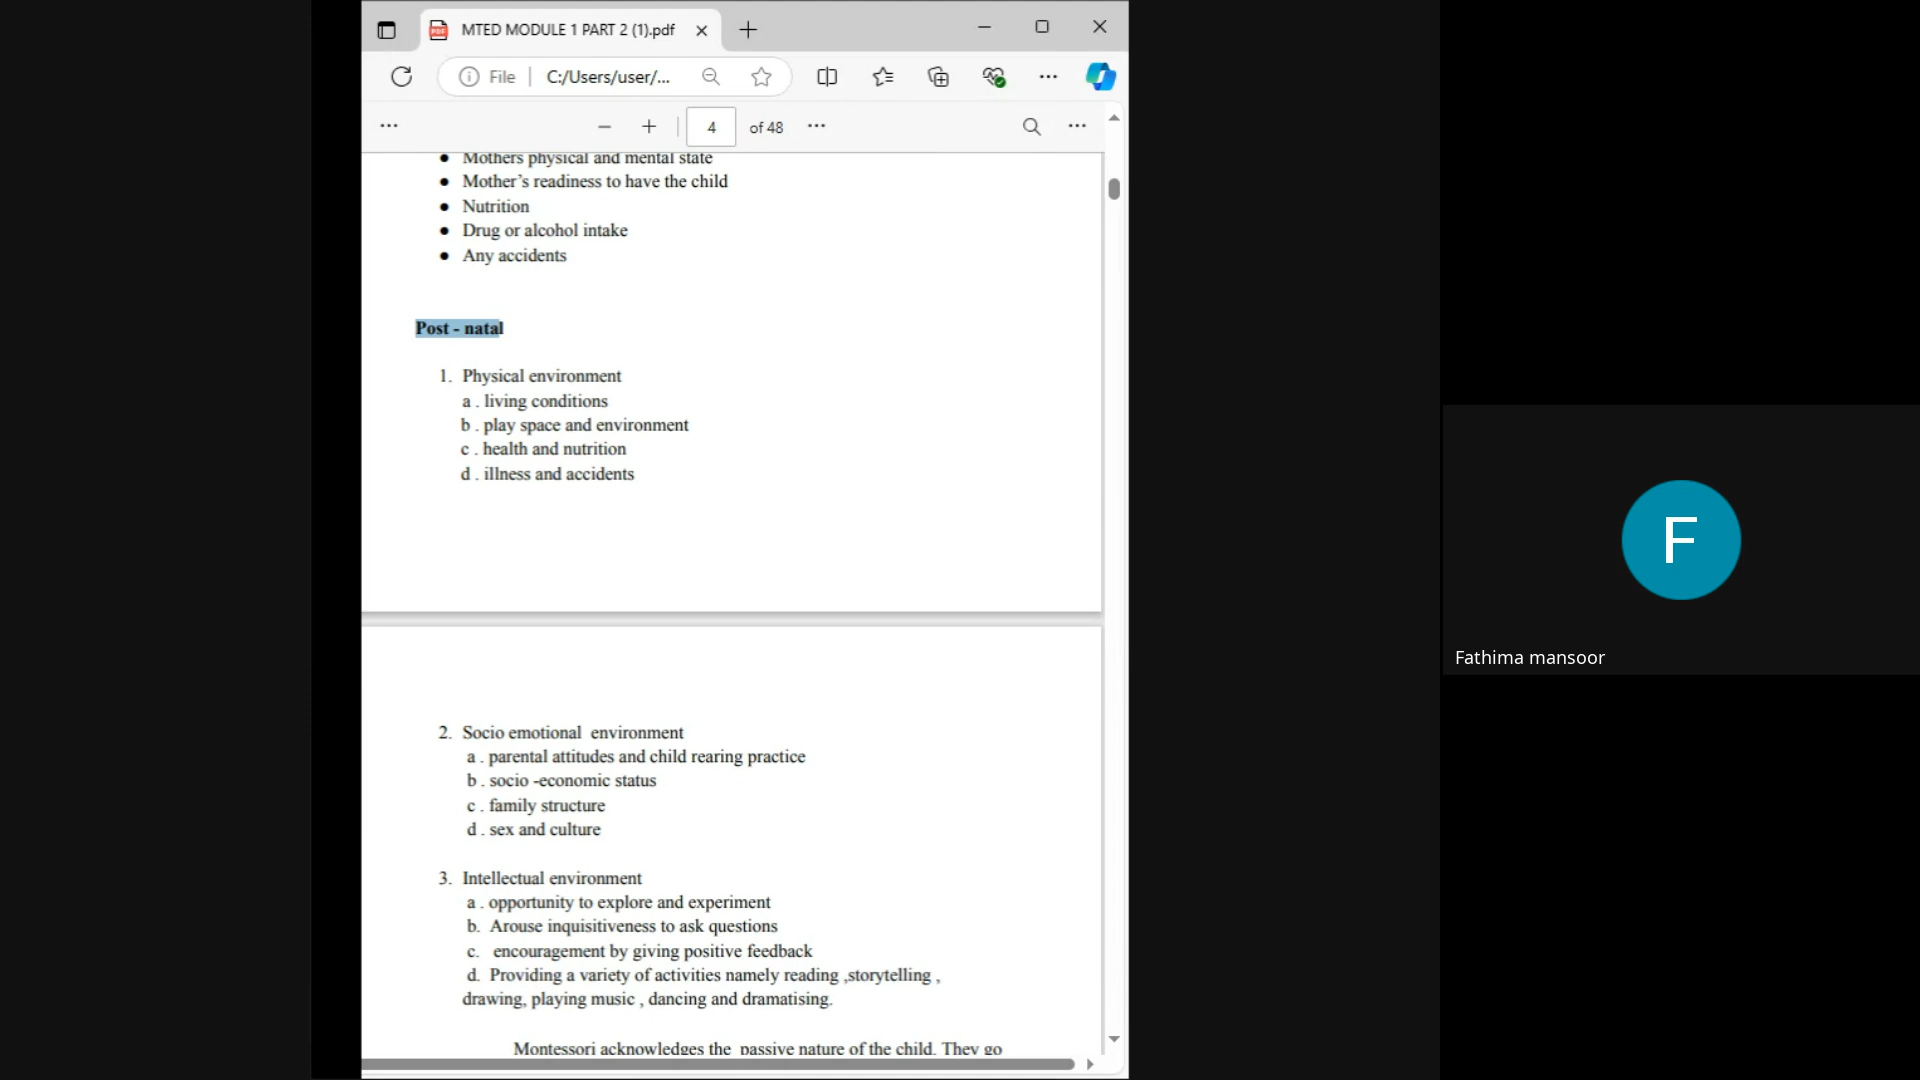 MTED MODULE 1 PART 2 (1).pdf
File C:/Users/user/...
4 of 48
Mothers physical and mental state
Mother's readiness to have the child
Nutrition
Drug or alcohol intake
Any accidents
Post - natal
1. Physical environment
a . living conditions
b . play space and environment
c . health and nutrition
d . illness and accidents
2. Socio emotional environment
a . parental attitudes and child rearing practice
b . socio -economic status
c . family structure
d . sex and culture
3. Intellectual environment
a . opportunity to explore and experiment
b. Arouse inquisitiveness to ask questions
c. encouragement by giving positive feedback
d. Providing a variety of activities namely reading ,storytelling ,
drawing, playing music , dancing and dramatising.
Montessori acknowledges the passive nature of the child. They go
F
Fathima mansoor